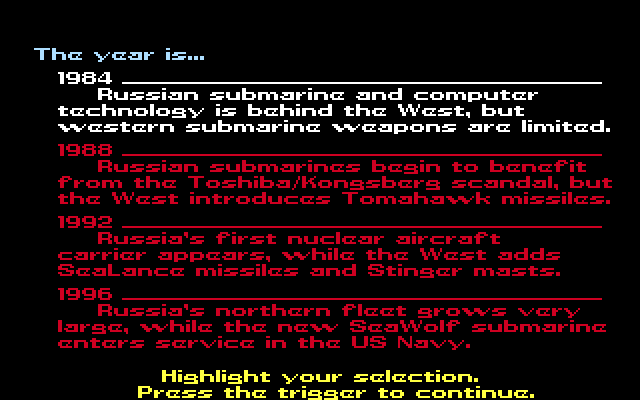 The year is...
1984
Russian submarine and computer
technology is behind the West, but
western submarine weapons are limited.
1988
Russian submarines begin to benefit
from the Toshiba/Kongsberg scandal, but
the West introduces Tomahawk missiles.
1992
Russia's first nuclear aircraft
carrier appears, while the West adds
SeaLance missiles and Stinger masts.
1996
Russia's northern fleet grows very
large, while the new SeaWolf submarine
enters service in the US Navy.
Highlight your selection.
Press the trigger to continue.